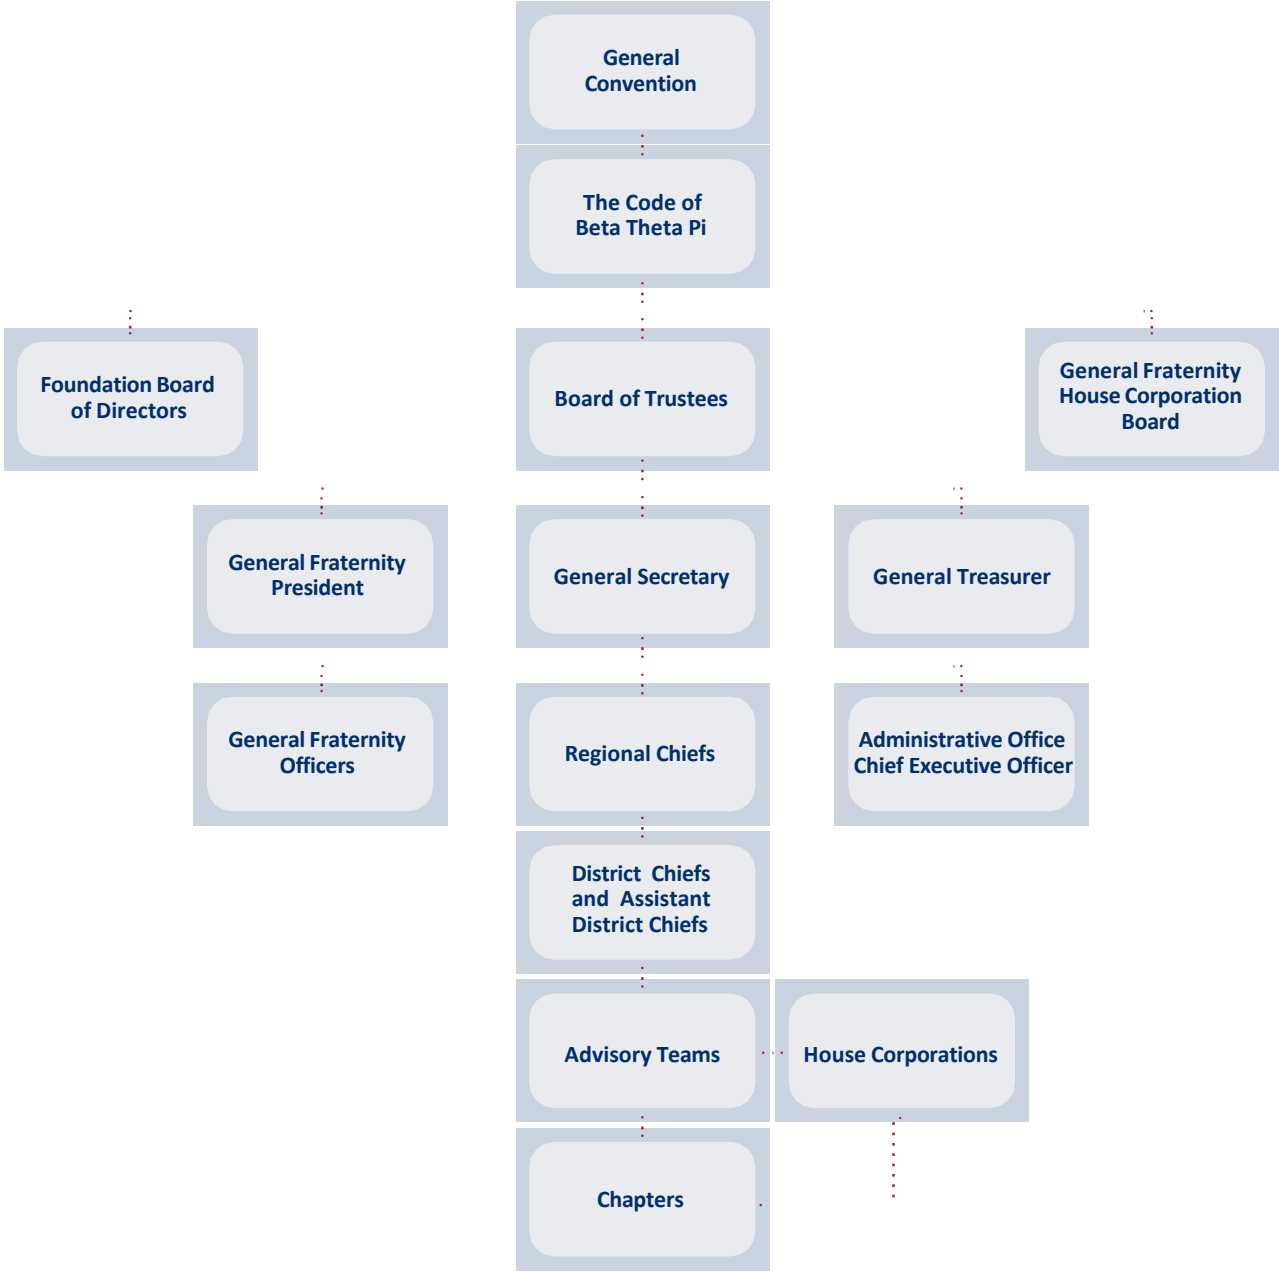 General
Convention
The Code of
Beta Theta Pi
Foundation Board
of Directors
Board of Trustees
General Fraternity
House Corporation
Board
General Fraternity
President
General Secretary
General Treasurer
General Fraternity
Officers
Regional Chiefs
Administrative Office
Chief Executive Officer
District Chiefs
and Assistant
District Chiefs
Advisory Teams
House Corporations
Chapters